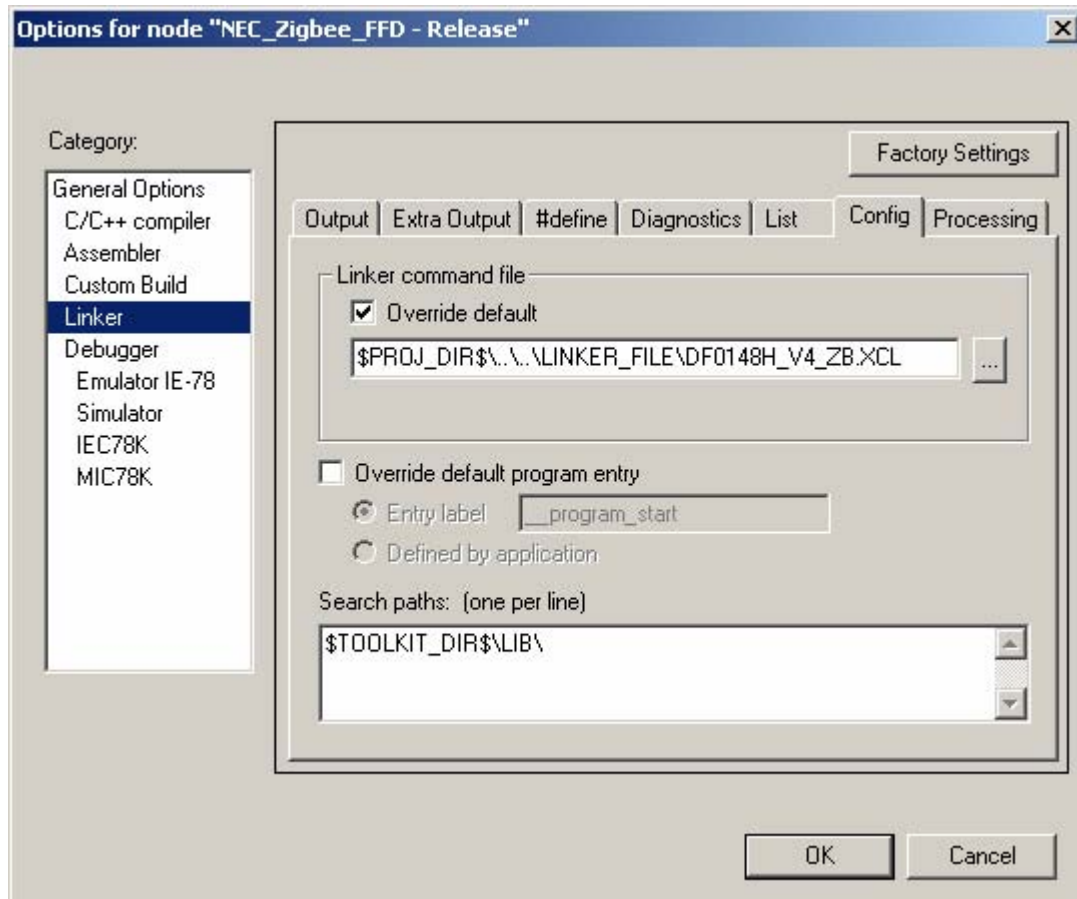 Options for node "NEC_Zigbee_FFD - Release"
Category:
General Options
C/C++ compiler
Assembler
Custom Build
Linker
Debugger
Emulator IE-78
Simulator
IEC78K
MIC78K
Factory Settings
Output Extra Output #define Diagnostics List Config Processing
Linker command file
Override default
$PROJ_DIR$\..\..\LINKER_FILE\DF0148H_V4_ZB.XCL
...
Override default program entry
Entry label __program_start
Defined by application
Search paths: (one per line)
$TOOLKIT_DIR$\LIB\
OK Cancel